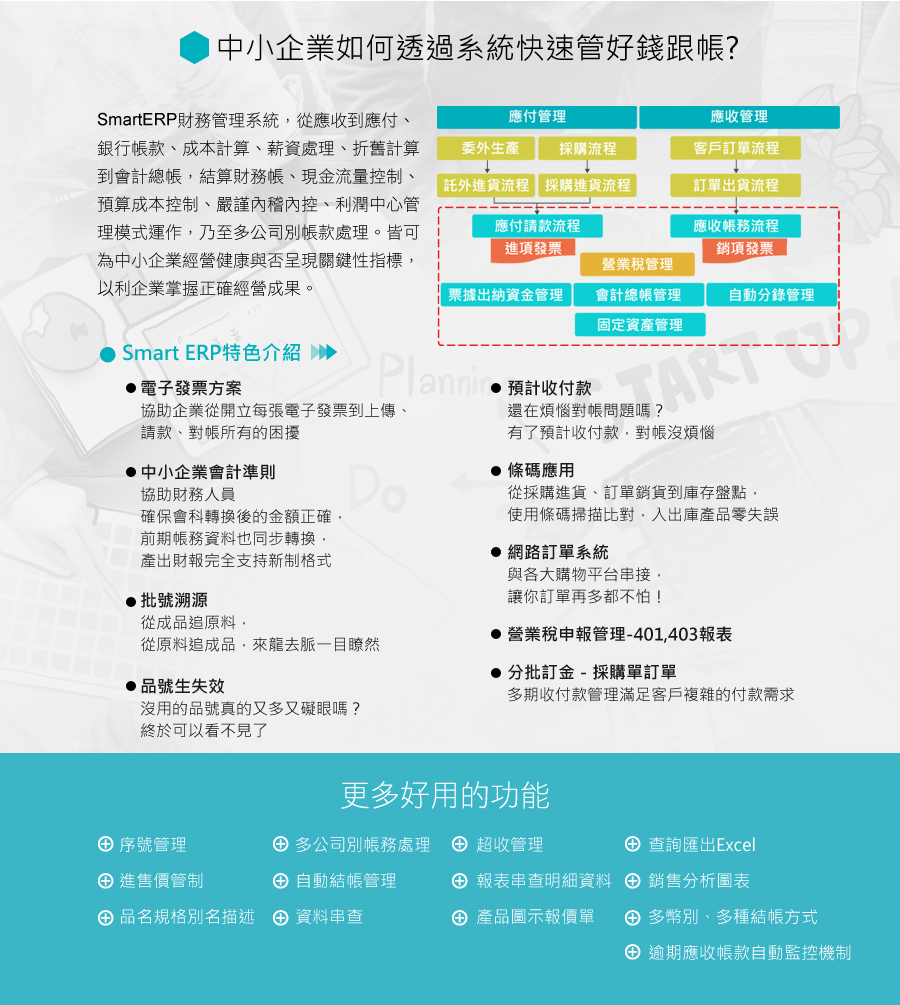 中小企業如何透過系統快速管好錢跟帳?
SmartERP財務管理系統，從應收到應付、
銀行帳款、成本計算、薪資處理、折舊計算
到會計總帳，結算財務帳、現金流量控制、
預算成本控制、嚴謹內稽內控、利潤中心管
理模式運作，乃至多公司別帳款處理。皆可
為中小企業經營健康與否呈現關鍵性指標，
以利企業掌握正確經營成果。
應付管理
應收管理
委外生產
採購流程
客戶訂單流程
託外進貨流程
採購進貨流程
訂單出貨流程
應付請款流程
應收帳務流程
進項發票
銷項發票
營業稅管理
票據出納資金管理
會計總帳管理
自動分錄管理
固定資產管理
Smart ERP特色介紹
Planning
START UP
Do
● 電子發票方案
協助企業從開立每張電子發票到上傳、
請款、對帳所有的困擾
● 中小企業會計準則
協助財務人員
確保會科轉換後的金額正確，
前期帳務資料也同步轉換，
產出財報完全支持新制格式
● 批號溯源
從成品追原料，
從原料追成品，來龍去脈一目瞭然
● 品號生失效
沒用的品號真的又多又礙眼嗎？
終於可以看不見了
● 預計收付款
還在煩惱對帳問題嗎？
有了預計收付款，對帳沒煩惱
● 條碼應用
從採購進貨、訂單銷貨到庫存盤點，
使用條碼掃描比對，入出庫產品零失誤
● 網路訂單系統
與各大購物平台串接，
讓你訂單再多都不怕！
● 營業稅申報管理-401,403報表
● 分批訂金 - 採購單訂單
多期收付款管理滿足客戶複雜的付款需求
更多好用的功能
序號管理
多公司別帳務處理
超收管理
查詢匯出Excel
進售價管制
自動結帳管理
報表串查明細資料
銷售分析圖表
品名規格別名描述
資料串查
產品圖示報價單
多幣別、多種結帳方式
逾期應收帳款自動監控機制